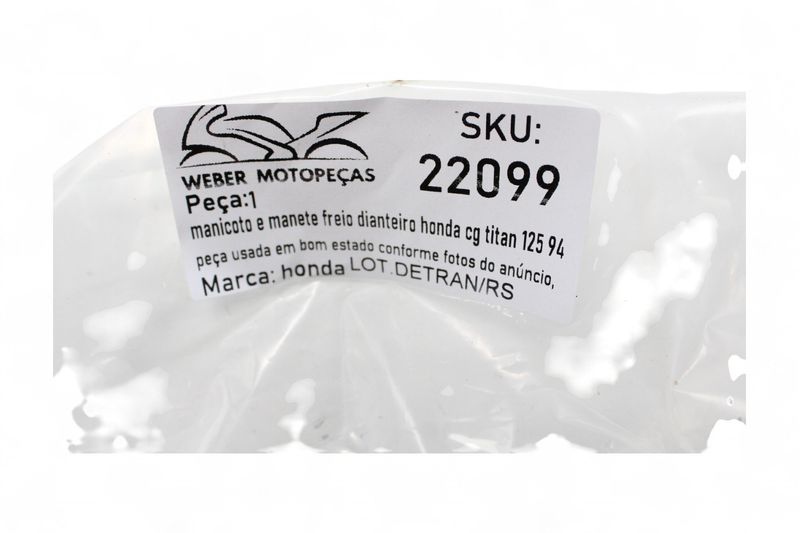 SKU:
22099
WEBER MOTOPEÇAS
Peça:1
manicoto e manete freio dianteiro honda cg titan 125 94
peça usada em bom estado conforme fotos do anúncio,
Marca: honda LOT.DETRAN/RS